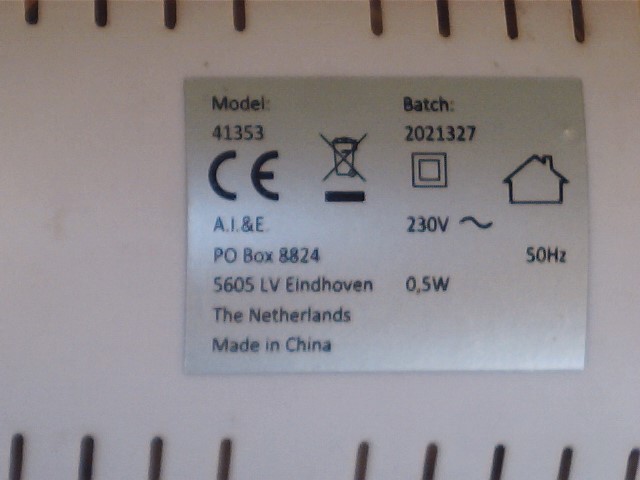 Model: Batch:
41353 2021327
CE
A.I.&E. 230V ~
PO Box 8824 50Hz
5605 LV Eindhoven 0,5W
The Netherlands
Made in China